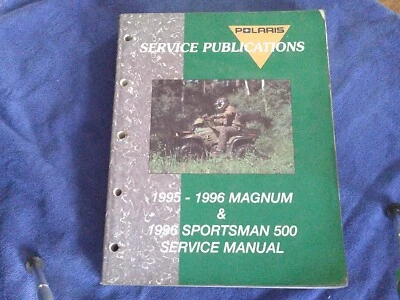 POLARIS
SERVICE PUBLICATIONS
1995 - 1996 MAGNUM
&
1996 SPORTSMAN 500
SERVICE MANUAL